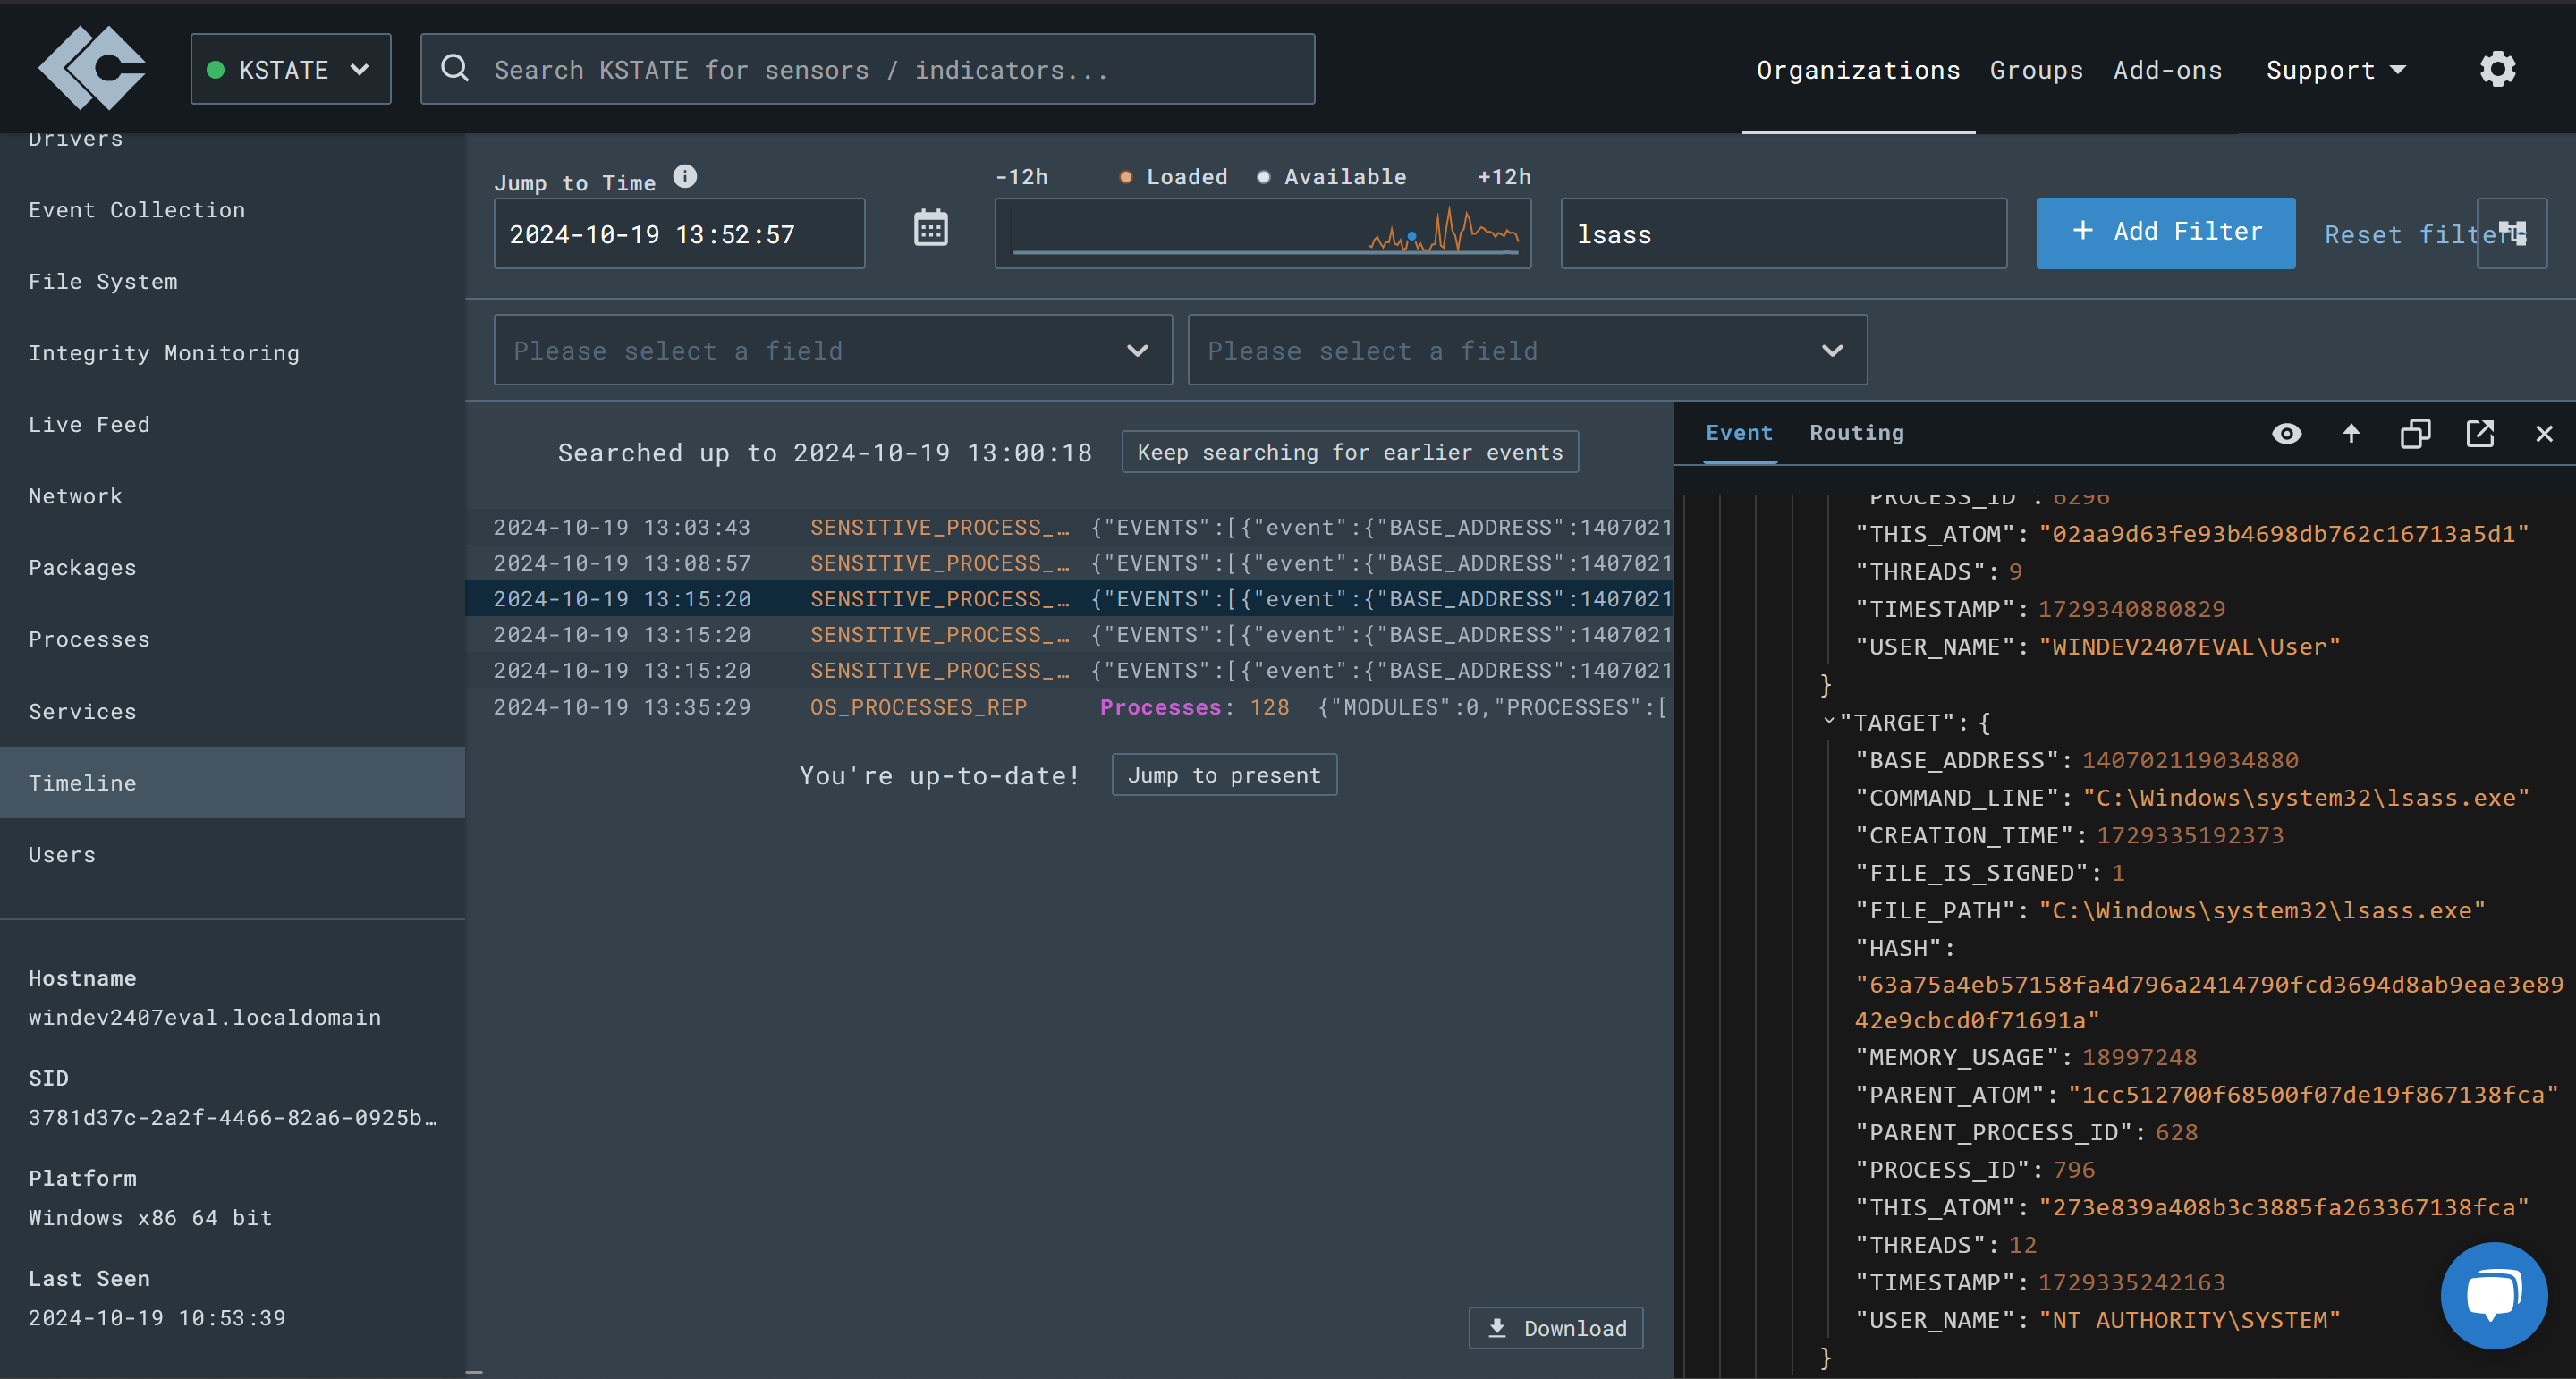 KSTATE
Search KSTATE for sensors / indicators...
Organizations
Groups
Add-ons
Support
Drivers
Event Collection
File System
Integrity Monitoring
Live Feed
Network
Packages
Processes
Services
Timeline
Users
Hostname
windev2407eval.localdomain
SID
3781d37c-2a2f-4466-82a6-0925b…
Platform
Windows x86 64 bit
Last Seen
2024-10-19 10:53:39
Jump to Time
2024-10-19 13:52:57
-12h
Loaded
Available
+12h
lsass
+ Add Filter
Reset filters
Please select a field
Please select a field
Searched up to 2024-10-19 13:00:18
Keep searching for earlier events
2024-10-19 13:03:43 SENSITIVE_PROCESS_… {"EVENTS":[{"event":{"BASE_ADDRESS":1407021
2024-10-19 13:08:57 SENSITIVE_PROCESS_… {"EVENTS":[{"event":{"BASE_ADDRESS":1407021
2024-10-19 13:15:20 SENSITIVE_PROCESS_… {"EVENTS":[{"event":{"BASE_ADDRESS":1407021
2024-10-19 13:15:20 SENSITIVE_PROCESS_… {"EVENTS":[{"event":{"BASE_ADDRESS":1407021
2024-10-19 13:15:20 SENSITIVE_PROCESS_… {"EVENTS":[{"event":{"BASE_ADDRESS":1407021
2024-10-19 13:35:29 OS_PROCESSES_REP Processes: 128 {"MODULES":0,"PROCESSES":[
You're up-to-date!
Jump to present
Download
Event
Routing
"PROCESS_ID": 6296
"THIS_ATOM": "02aa9d63fe93b4698db762c16713a5d1"
"THREADS": 9
"TIMESTAMP": 1729340880829
"USER_NAME": "WINDEV2407EVAL\User"
}
"TARGET": {
"BASE_ADDRESS": 140702119034880
"COMMAND_LINE": "C:\Windows\system32\lsass.exe"
"CREATION_TIME": 1729335192373
"FILE_IS_SIGNED": 1
"FILE_PATH": "C:\Windows\system32\lsass.exe"
"HASH":
"63a75a4eb57158fa4d796a2414790fcd3694d8ab9eae3e89
42e9cbcd0f71691a"
"MEMORY_USAGE": 18997248
"PARENT_ATOM": "1cc512700f68500f07de19f867138fca"
"PARENT_PROCESS_ID": 628
"PROCESS_ID": 796
"THIS_ATOM": "273e839a408b3c3885fa263367138fca"
"THREADS": 12
"TIMESTAMP": 1729335242163
"USER_NAME": "NT AUTHORITY\SYSTEM"
}